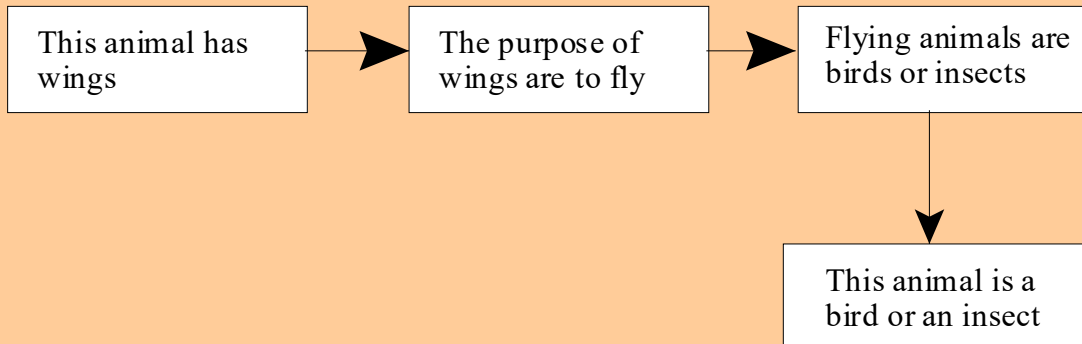 This animal has
wings
The purpose of
wings are to fly
Flying animals are
birds or insects
This animal is a
bird or an insect